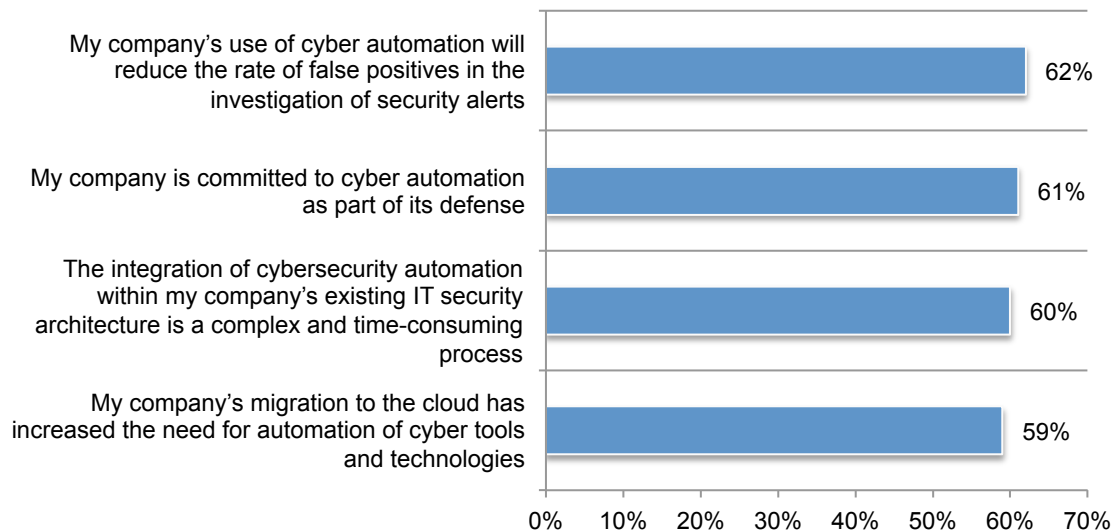 My company’s use of cyber automation will
reduce the rate of false positives in the
investigation of security alerts
62%
My company is committed to cyber automation
as part of its defense
61%
The integration of cybersecurity automation
within my company’s existing IT security
architecture is a complex and time-consuming
process
60%
My company’s migration to the cloud has
increased the need for automation of cyber tools
and technologies
59%
0% 10% 20% 30% 40% 50% 60% 70%